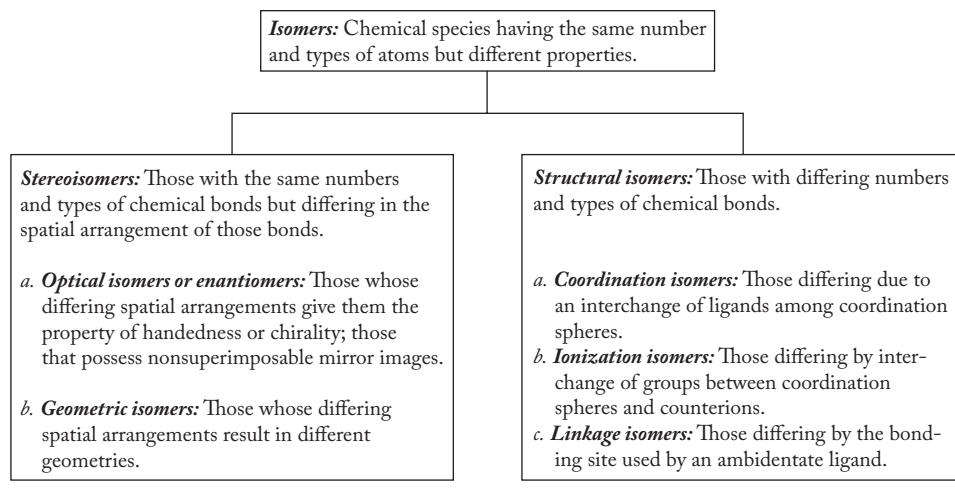 Isomers: Chemical species having the same number
and types of atoms but different properties.
Stereoisomers: Those with the same numbers
and types of chemical bonds but differing in the
spatial arrangement of those bonds.
a. Optical isomers or enantiomers: Those whose
differing spatial arrangements give them the
property of handedness or chirality; those
that possess nonsuperimposable mirror images.
b. Geometric isomers: Those whose differing
spatial arrangements result in different
geometries.
Structural isomers: Those with differing numbers
and types of chemical bonds.
a. Coordination isomers: Those differing due to
an interchange of ligands among coordination
spheres.
b. Ionization isomers: Those differing by inter-
change of groups between coordination
spheres and counterions.
c. Linkage isomers: Those differing by the bond-
ing site used by an ambidentate ligand.